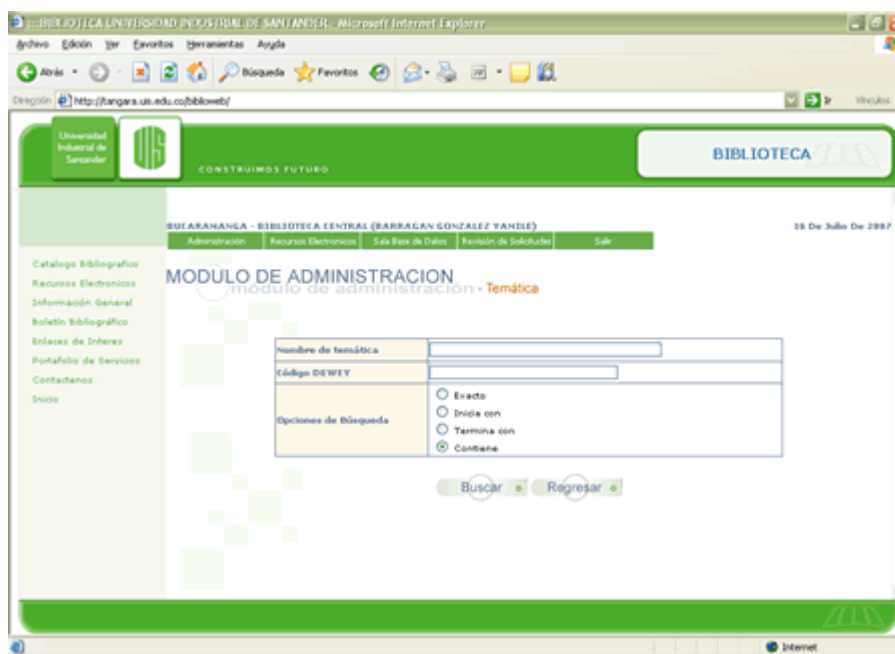 :::BIBLIOTECA UNIVERSIDAD INDUSTRIAL DE SANTANDER - Microsoft Internet Explorer
Archivo Edición Ver Favoritos Herramientas Ayuda
Atrás Búsqueda Favoritos
Dirección http://tangara.uis.edu.co/biblioweb/ Ir Vínculos
Universidad
Industrial de
Santander
CONSTRUIMOS FUTURO
BIBLIOTECA
BUCARAMANGA - BIBLIOTECA CENTRAL (BARRAGAN GONZALEZ YAMILE)
16 De Julio De 2007
Administración Recursos Electronicos Sala Base de Datos Revisión de Solicitudes Salir
Catalogo Bibliografico
Recursos Electronicos
Información General
Boletín Bibliográfico
Enlaces de Interes
Portafolio de Servicios
Contactenos
Inicio
MODULO DE ADMINISTRACION
módulo de administración - Temática
Nombre de temática
Código DEWEY
Opciones de Búsqueda
Exacto
Inicia con
Termina con
Contiene
Buscar Regresar
Internet